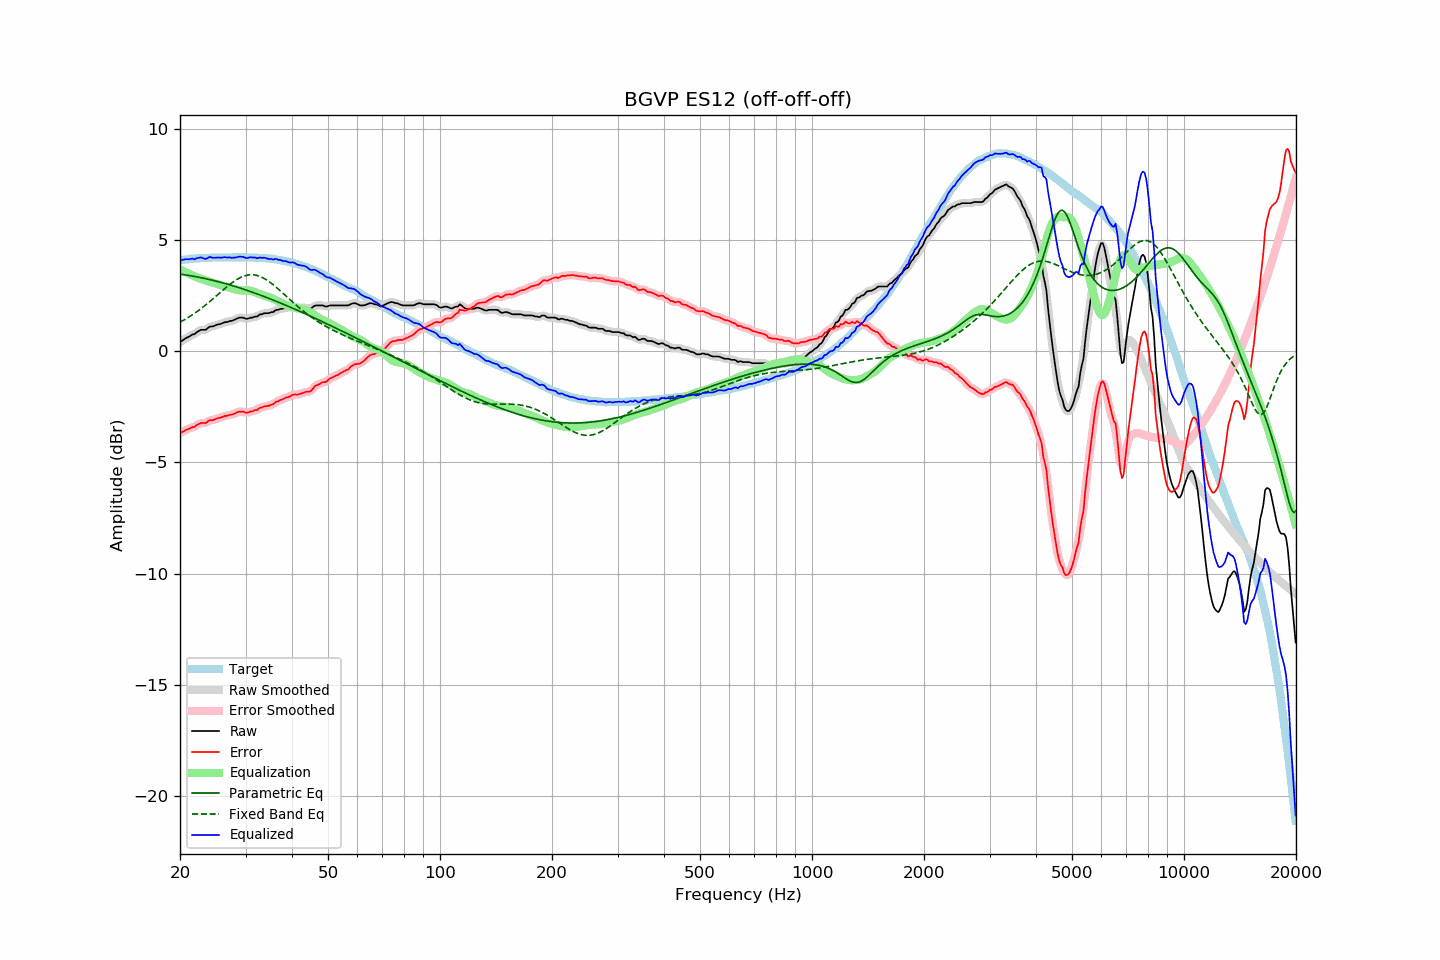 BGVP ES12 (off-off-off)
Amplitude (dBr)
10
5
0
−5
−10
−15
−20
Target
Raw Smoothed
Error Smoothed
Raw
Error
Equalization
Parametric Eq
Fixed Band Eq
Equalized
20 50 100 200 500 1000 2000 5000 10000 20000
Frequency (Hz)